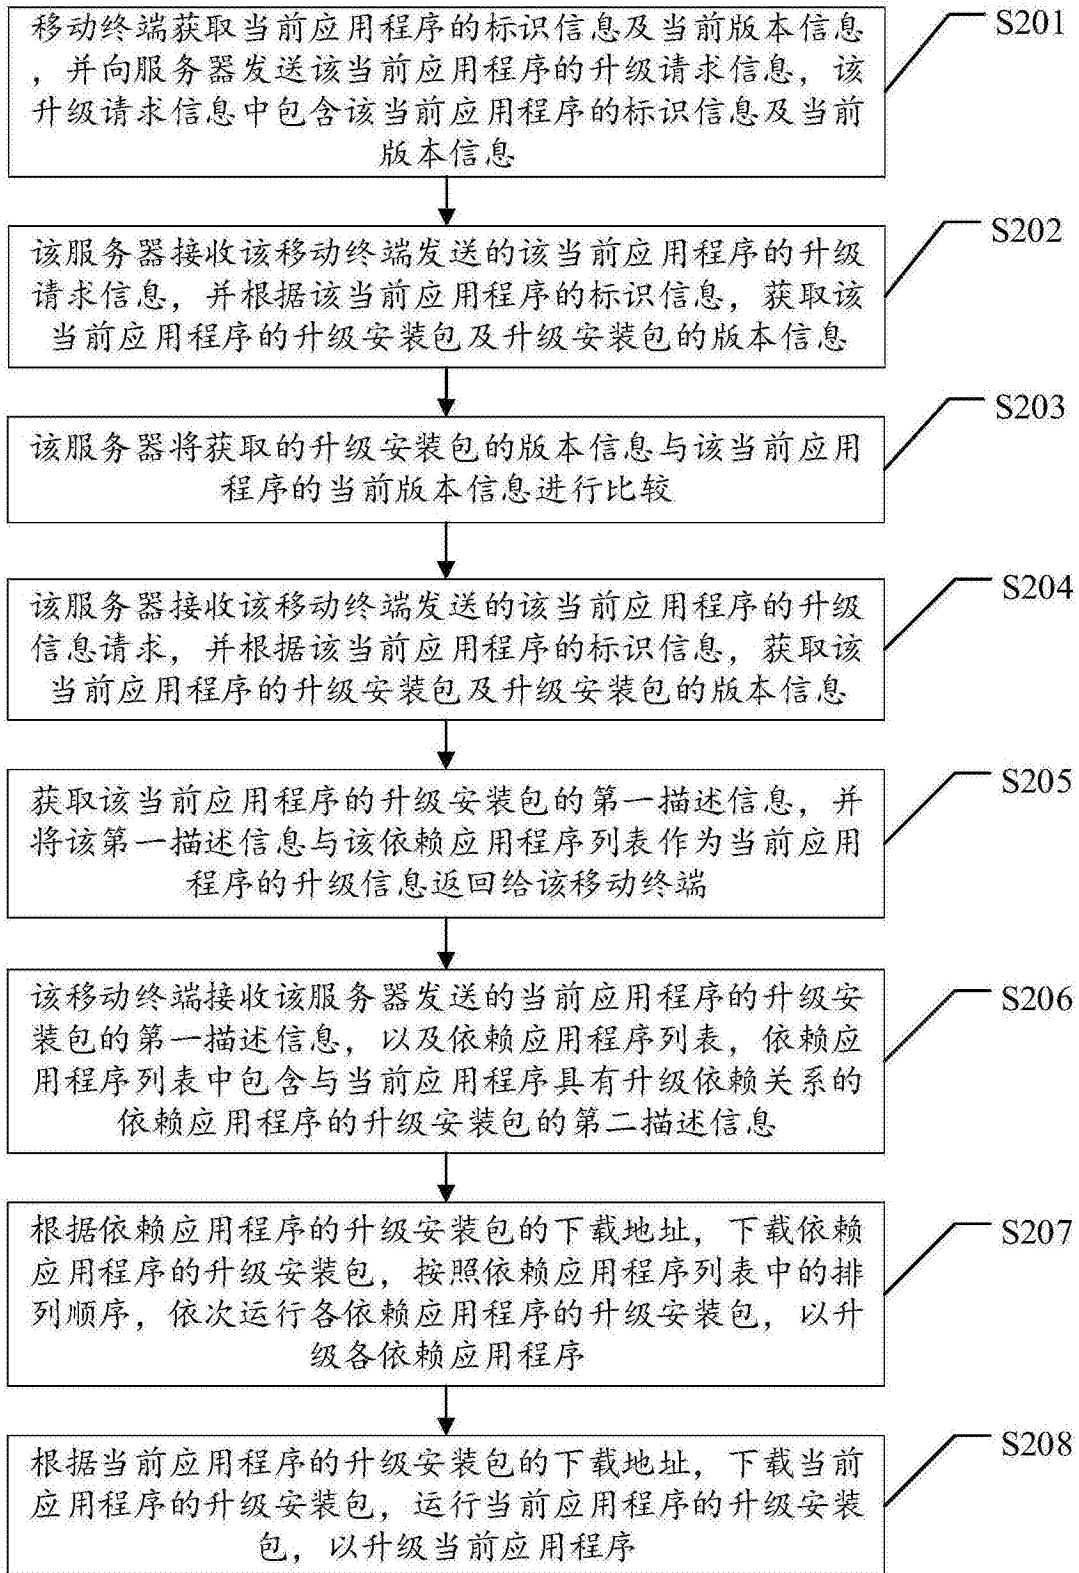 移动终端获取当前应用程序的标识信息及当前版本信息
，并向服务器发送该当前应用程序的升级请求信息，该
升级请求信息中包含该当前应用程序的标识信息及当前
版本信息
S201
该服务器接收该移动终端发送的该当前应用程序的升级
请求信息，并根据该当前应用程序的标识信息，获取该
当前应用程序的升级安装包及升级安装包的版本信息
S202
该服务器将获取的升级安装包的版本信息与该当前应用
程序的当前版本信息进行比较
S203
该服务器接收该移动终端发送的该当前应用程序的升级
信息请求，并根据该当前应用程序的标识信息，获取该
当前应用程序的升级安装包及升级安装包的版本信息
S204
获取该当前应用程序的升级安装包的第一描述信息，并
将该第一描述信息与该依赖应用程序列表作为当前应用
程序的升级信息返回给该移动终端
S205
该移动终端接收该服务器发送的当前应用程序的升级安
装包的第一描述信息，以及依赖应用程序列表，依赖应
用程序列表中包含与当前应用程序具有升级依赖关系的
依赖应用程序的升级安装包的第二描述信息
S206
根据依赖应用程序的升级安装包的下载地址，下载依赖
应用程序的升级安装包，按照依赖应用程序列表中的排
列顺序，依次运行各依赖应用程序的升级安装包，以升
级各依赖应用程序
S207
根据当前应用程序的升级安装包的下载地址，下载当前
应用程序的升级安装包，运行当前应用程序的升级安装
包，以升级当前应用程序
S208